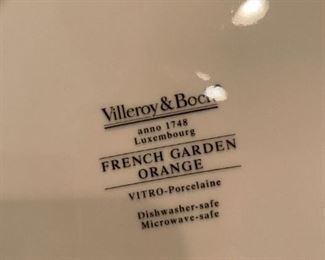 Villeroy & Boch
anno 1748
Luxembourg
FRENCH GARDEN
ORANGE
VITRO-Porcelaine
Dishwasher-safe
Microwave-safe